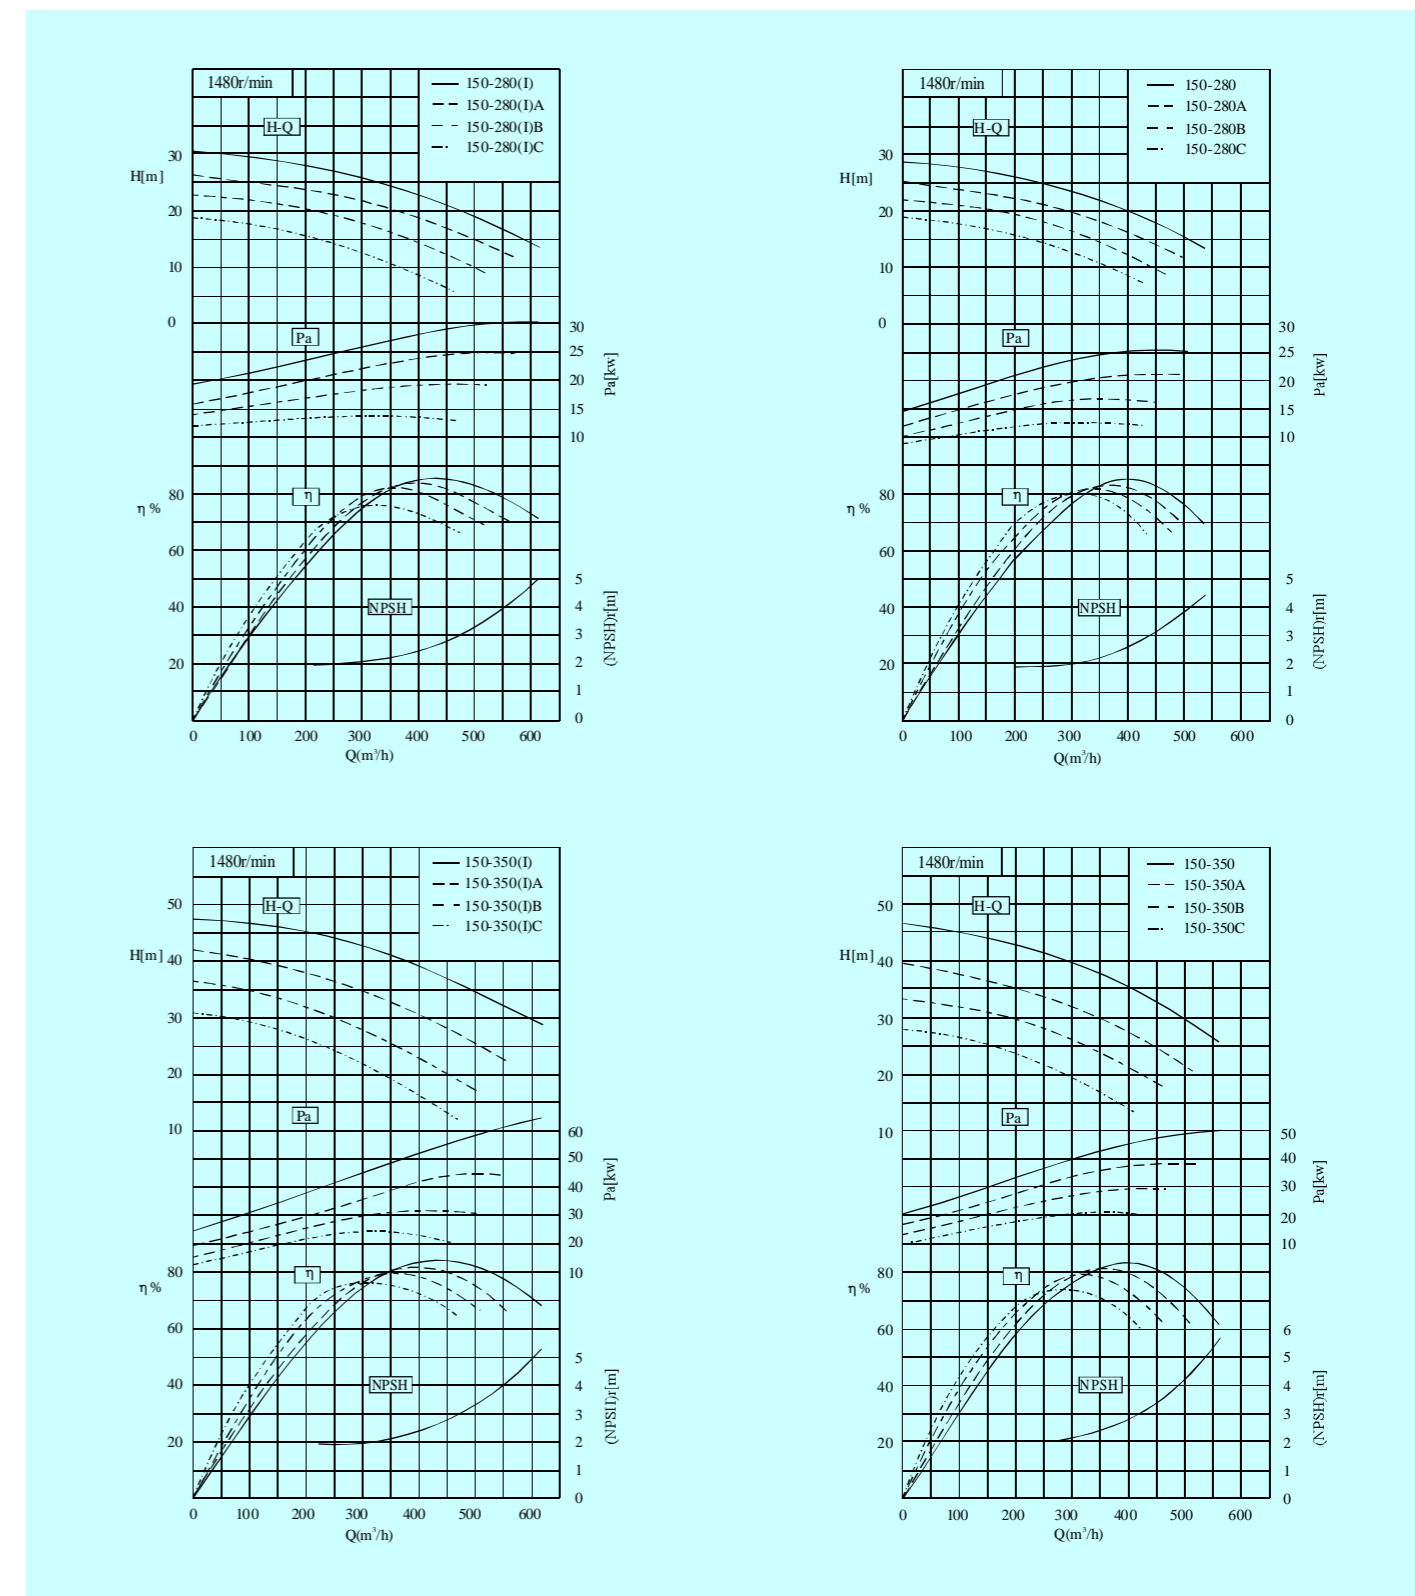 1480r/min
150-280(I)
150-280(I)A
150-280(I)B
150-280(I)C
H-Q
30
H[m]
20
10
0
Pa
30
25
20
15
10
Pa[kw]
η
80
η %
60
40
20
NPSH
5
4
3
2
1
0
(NPSH)r[m]
0 100 200 300 400 500 600
Q(m³/h)
1480r/min
150-280
150-280A
150-280B
150-280C
H-Q
30
H[m]
20
10
0
Pa
30
25
20
15
10
Pa[kw]
η
80
η %
60
40
20
NPSH
5
4
3
2
1
0
(NPSH)r[m]
0 100 200 300 400 500 600
Q(m³/h)
1480r/min
150-350(I)
150-350(I)A
150-350(I)B
150-350(I)C
H-Q
50
H[m] 40
30
20
10
Pa
60
50
40
30
20
10
Pa[kw]
η
80
η %
60
40
20
NPSH
5
4
3
2
1
0
(NPSH)r[m]
0 100 200 300 400 500 600
Q(m³/h)
1480r/min
150-350
150-350A
150-350B
150-350C
H-Q
50
H[m] 40
30
20
10
Pa
50
40
30
20
10
Pa[kw]
η
80
η %
60
40
20
NPSH
6
5
4
3
2
1
0
(NPSH)r[m]
0 100 200 300 400 500 600
Q(m³/h)